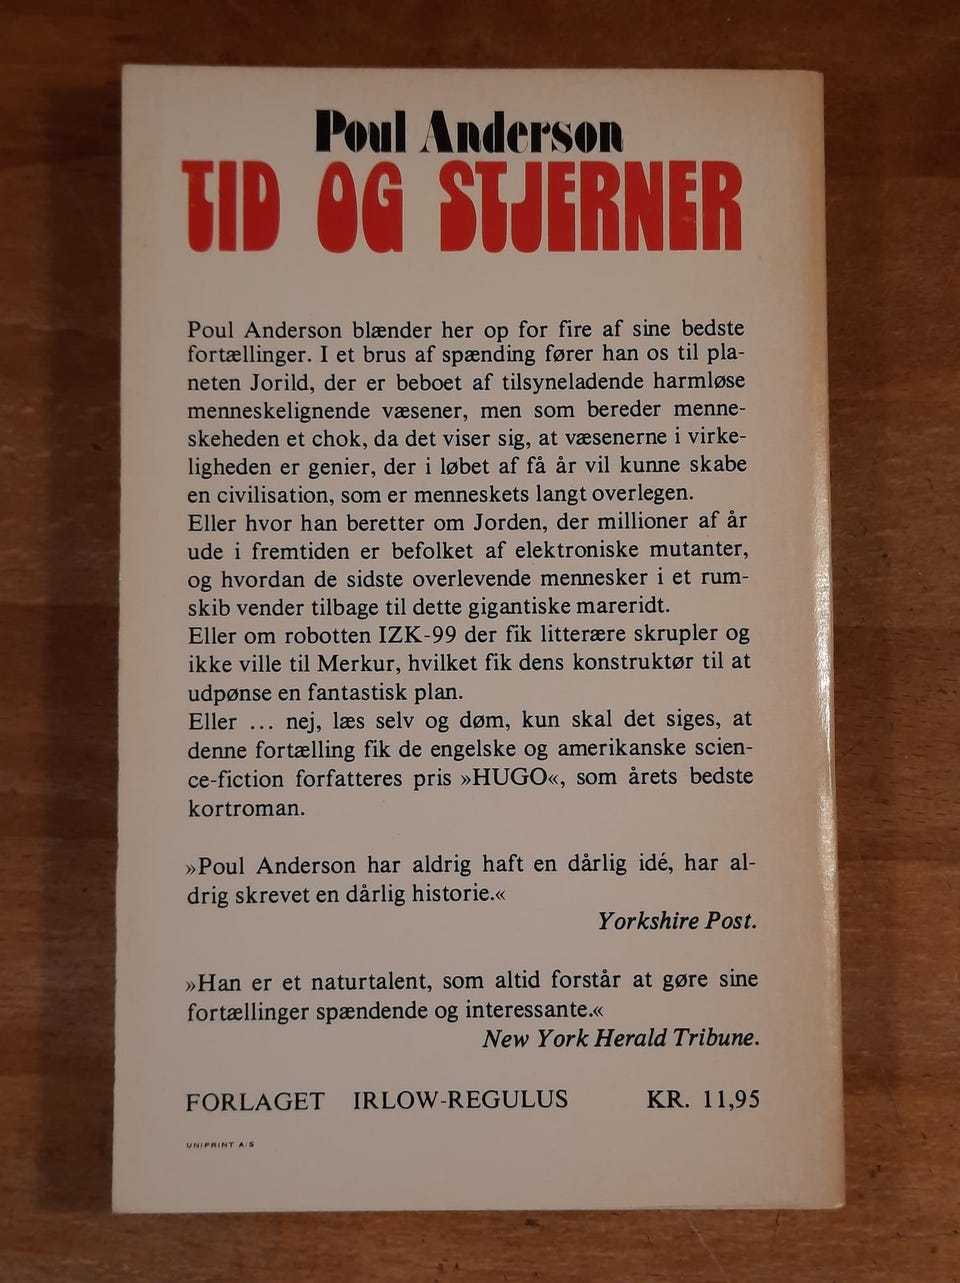 Poul Anderson
TID OG STJERNER
Poul Anderson blænder her op for fire af sine bedste
fortællinger. I et brus af spænding fører han os til pla-
neten Jorild, der er beboet af tilsyneladende harmløse
menneskelignende væsener, men som bereder menne-
skeheden et chok, da det viser sig, at væsenerne i virke-
ligheden er genier, der i løbet af få år vil kunne skabe
en civilisation, som er menneskets langt overlegen.
Eller hvor han beretter om Jorden, der millioner af år
ude i fremtiden er befolket af elektroniske mutanter,
og hvordan de sidste overlevende mennesker i et rum-
skib vender tilbage til dette gigantiske mareridt.
Eller om robotten IZK-99 der fik litterære skrupler og
ikke ville til Merkur, hvilket fik dens konstruktør til at
udpønse en fantastisk plan.
Eller ... nej, læs selv og døm, kun skal det siges, at
denne fortælling fik de engelske og amerikanske scien-
ce-fiction forfatteres pris »HUGO«, som årets bedste
kortroman.
»Poul Anderson har aldrig haft en dårlig idé, har al-
drig skrevet en dårlig historie.«
Yorkshire Post.
»Han er et naturtalent, som altid forstår at gøre sine
fortællinger spændende og interessante.«
New York Herald Tribune.
FORLAGET IRLOW-REGULUS KR. 11,95
UNIPRINT A/S